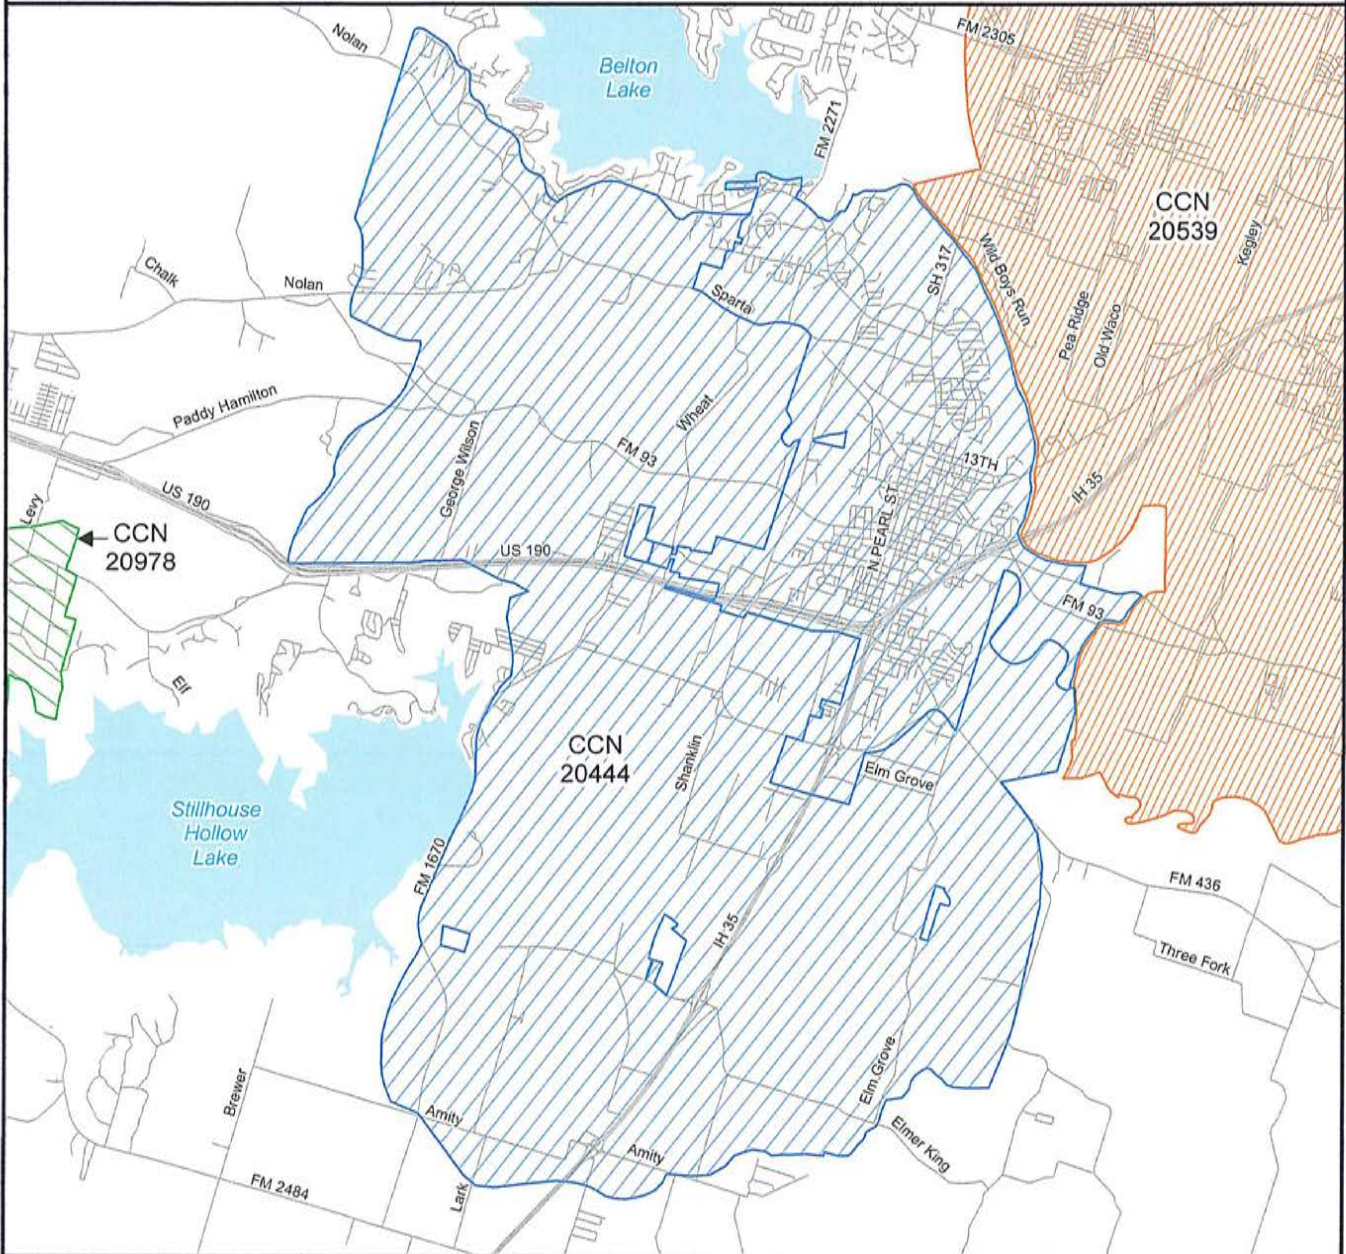 FM 2305
Nolan
Belton
Lake
FM 2271
CCN
20539
Kegley
Wild Boys Run
SH 317
Chalk
Nolan
Sparta
Pea Ridge
Old Waco
Paddy Hamilton
Wheat
George Wilson
FM 93
13TH
IH 35
US 190
Levy
N. PEARL ST
CCN
20978
US 190
FM 93
Elf
CCN
20444
Shanklin
Elm Grove
Stillhouse
Hollow
Lake
FM 1670
FM 436
IH 35
Three Fork
Elm Grove
Brewer
Amity
Elmer King
Amity
FM 2484
Lark